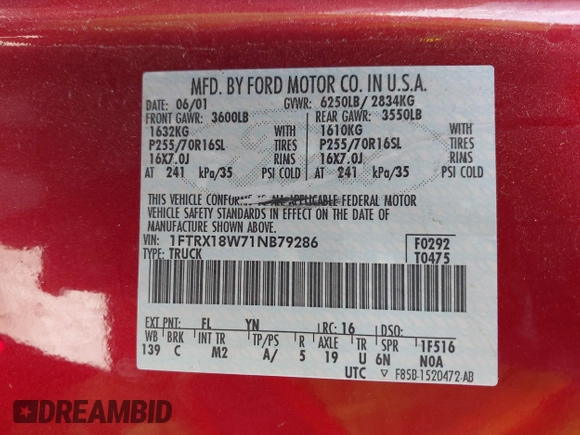 MFD. BY FORD MOTOR CO. IN U.S.A.
DATE: 06/01 GVWR: 6250LB/ 2834KG
FRONT GAWR: 3600LB REAR GAWR: 3550LB
1632KG WITH 1610KG WITH
P255/70R16SL TIRES P255/70R16SL TIRES
16X7.0J RIMS 16X7.0J RIMS
AT 241 kPa/35 PSI COLD AT 241 kPa/35 PSI COLD
THIS VEHICLE CONFORMS TO ALL APPLICABLE FEDERAL MOTOR
VEHICLE SAFETY STANDARDS IN EFFECT ON THE DATE OF
MANUFACTURE SHOWN ABOVE.
VIN: 1FTRX18W71NB79286 F0292
TYPE: TRUCK T0475
EXT PNT: FL YN RC: 16 DSO:
WB BRK INT TR TP/PS R AXLE TR SPR 1F516
139 C M2 A/ 5 19 U 6N N0A
UTC ▽ F85B-1520472-AB
DREAMBID